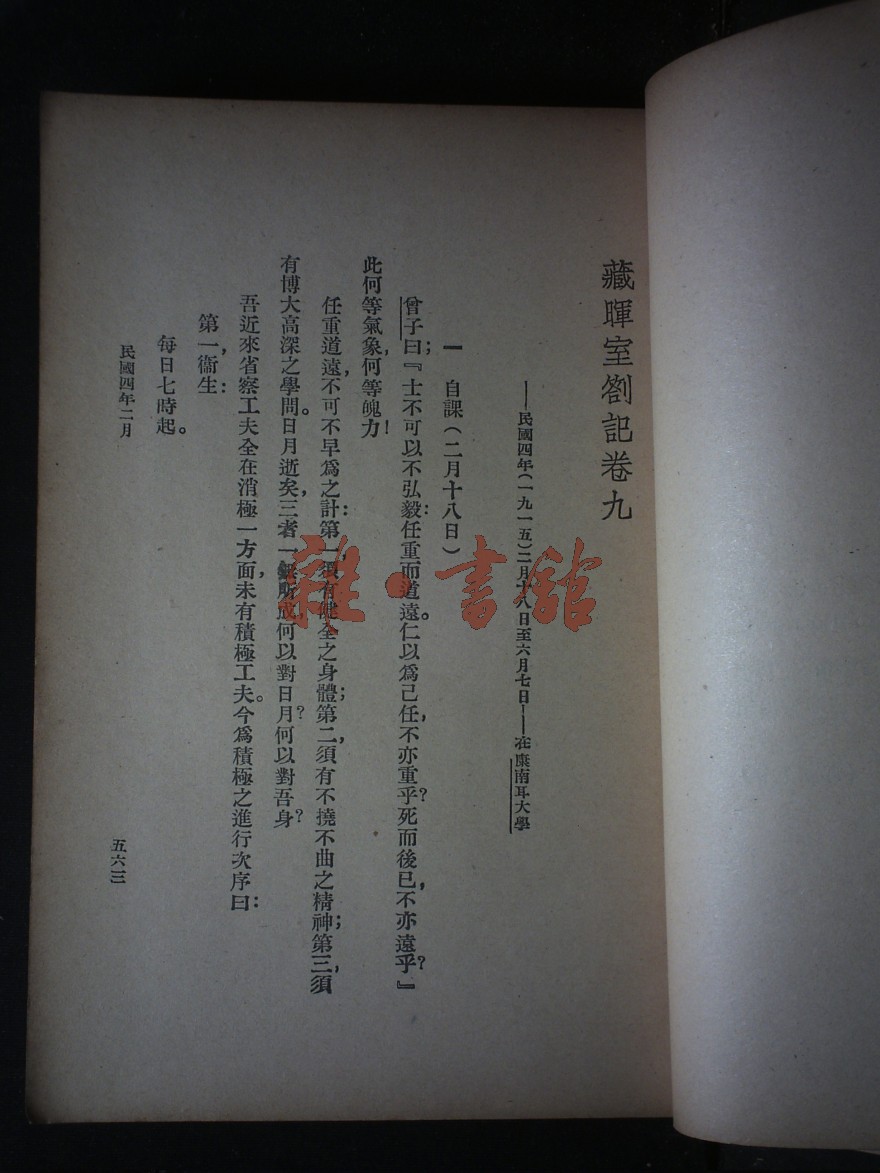 藏暉室劄記卷九
——民國四年(一九一五)二月十八日至六月七日——在康南耳大學
一 自課(二月十八日)
曾子曰;『士不可以不弘毅:任重而道遠。仁以爲己任,不亦重乎?死而後已,不亦遠乎?』
此何等氣象,何等魄力!
任重道遠,不可不早爲之計:第一,須有健全之身體;第二,須有不撓不曲之精神;第三,須
有博大高深之學問。日月逝矣,三者一無所成,何以對日月?何以對吾身?
吾近來省察工夫全在消極一方面,未有積極工夫。今爲積極之進行次序曰:
第一,衞生:
每日七時起。
民國四年二月
五六三
雜·書館